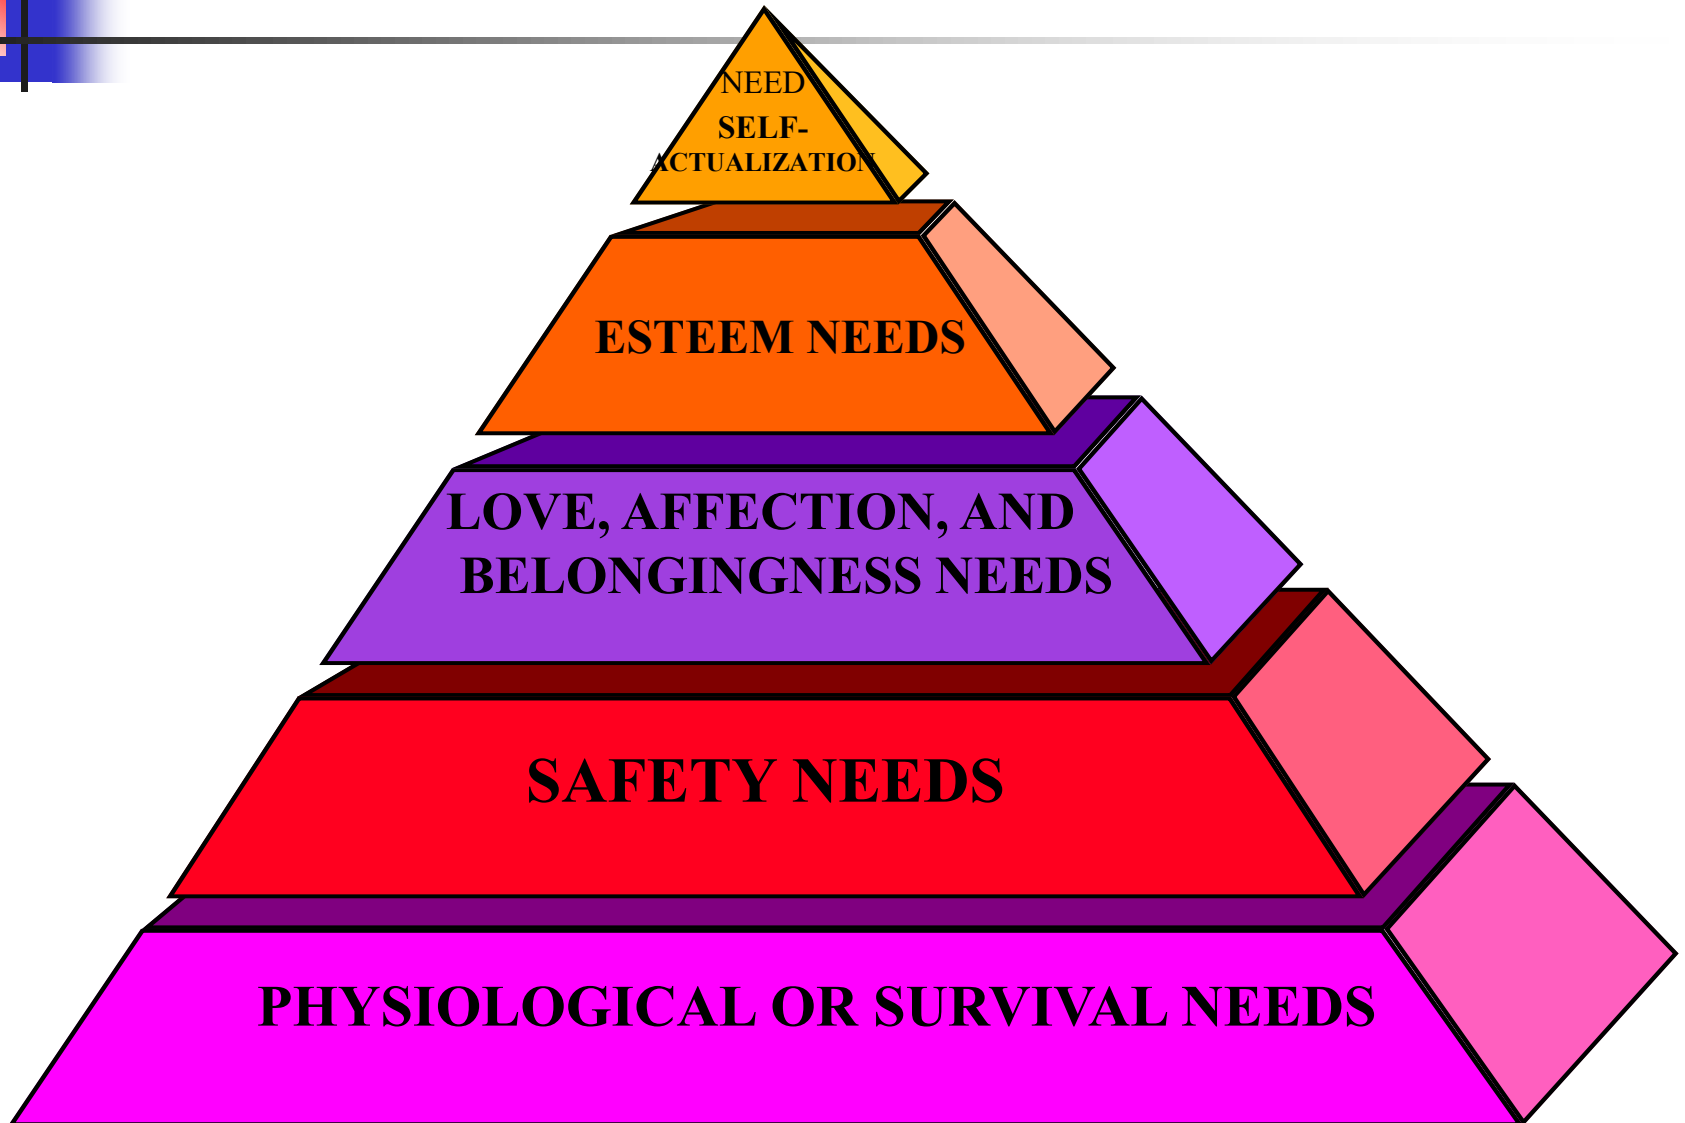 NEED
SELF-
ACTUALIZATION
ESTEEM NEEDS
LOVE, AFFECTION, AND
BELONGINGNESS NEEDS
SAFETY NEEDS
PHYSIOLOGICAL OR SURVIVAL NEEDS